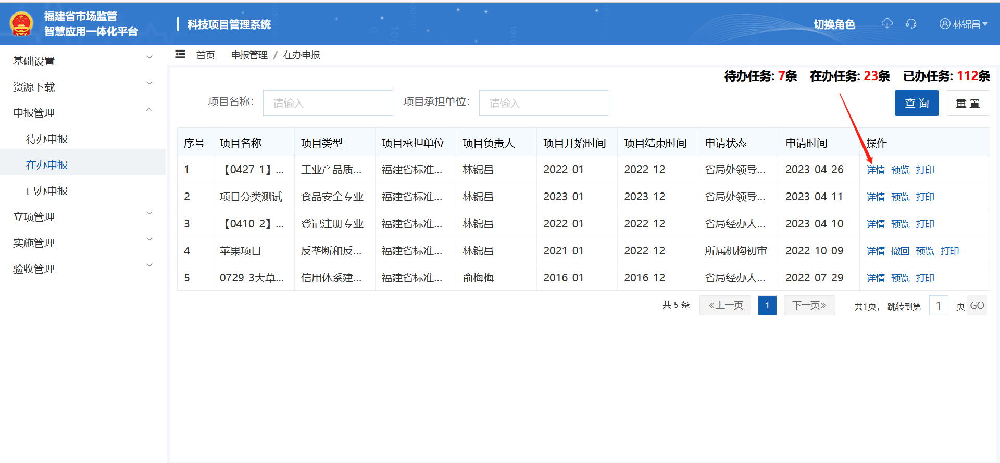 福建省市场监管
智慧应用一体化平台
科技项目管理系统
切换角色
林锦昌
基础设置
资源下载
申报管理
待办申报
在办申报
已办申报
立项管理
实施管理
验收管理
首页 申报管理 / 在办申报
待办任务: 7条 在办任务: 23条 已办任务: 112条
项目名称: 请输入 项目承担单位: 请输入 查 询 重 置
序号 项目名称 项目类型 项目承担单位 项目负责人 项目开始时间 项目结束时间 申请状态 申请时间 操作
1 【0427-1】... 工业产品质... 福建省标准... 林锦昌 2022-01 2022-12 省局处领导... 2023-04-26 详情 预览 打印
2 项目分类测试 食品安全专业 福建省标准... 林锦昌 2023-01 2023-12 省局处领导... 2023-04-11 详情 预览 打印
3 【0410-2】... 登记注册专业 福建省标准... 林锦昌 2022-01 2022-12 省局经办人... 2023-04-10 详情 预览 打印
4 苹果项目 反垄断和反... 福建省标准... 林锦昌 2021-01 2022-12 所属机构初审 2022-10-09 详情 撤回 预览 打印
5 0729-3大草... 信用体系建... 福建省标准... 俞梅梅 2016-01 2016-12 省局经办人... 2022-07-29 详情 预览 打印
共 5 条 «上一页 1 下一页» 共1页, 跳转到第 1 页 GO